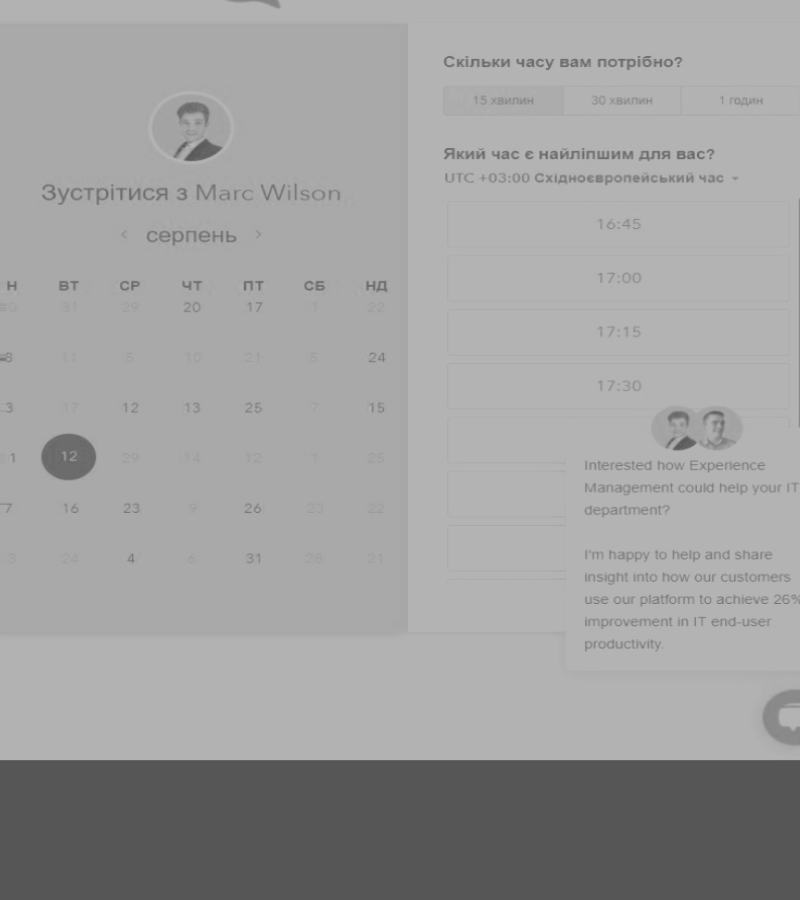 Скільки часу вам потрібно?
15 хвилин 30 хвилин 1 годин
Який час є найліпшим для вас?
UTC +03:00 Східноєвропейський час
16:45
17:00
17:15
17:30
Зустрітися з Marc Wilson
серпень
Н ВТ СР ЧТ ПТ СБ НД
31 29 20 17 1 22
8 11 5 10 21 5 24
3 17 12 13 25 7 15
1 12 29 14 12 1 25
7 16 23 9 26 23 22
3 24 4 6 31 26 21
Interested how Experience
Management could help your IT
department?
I'm happy to help and share
insight into how our customers
use our platform to achieve 26%
improvement in IT end-user
productivity.